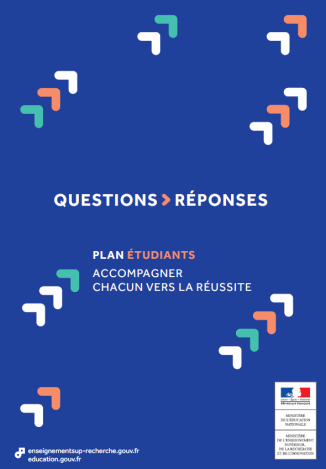 QUESTIONS > RÉPONSES
PLAN ÉTUDIANTS
ACCOMPAGNER
CHACUN VERS LA RÉUSSITE
MINISTÈRE
DE L'ÉDUCATION
NATIONALE
MINISTÈRE
DE L'ENSEIGNEMENT
SUPÉRIEUR,
DE LA RECHERCHE
ET DE L'INNOVATION
enseignementsup-recherche.gouv.fr
education.gouv.fr